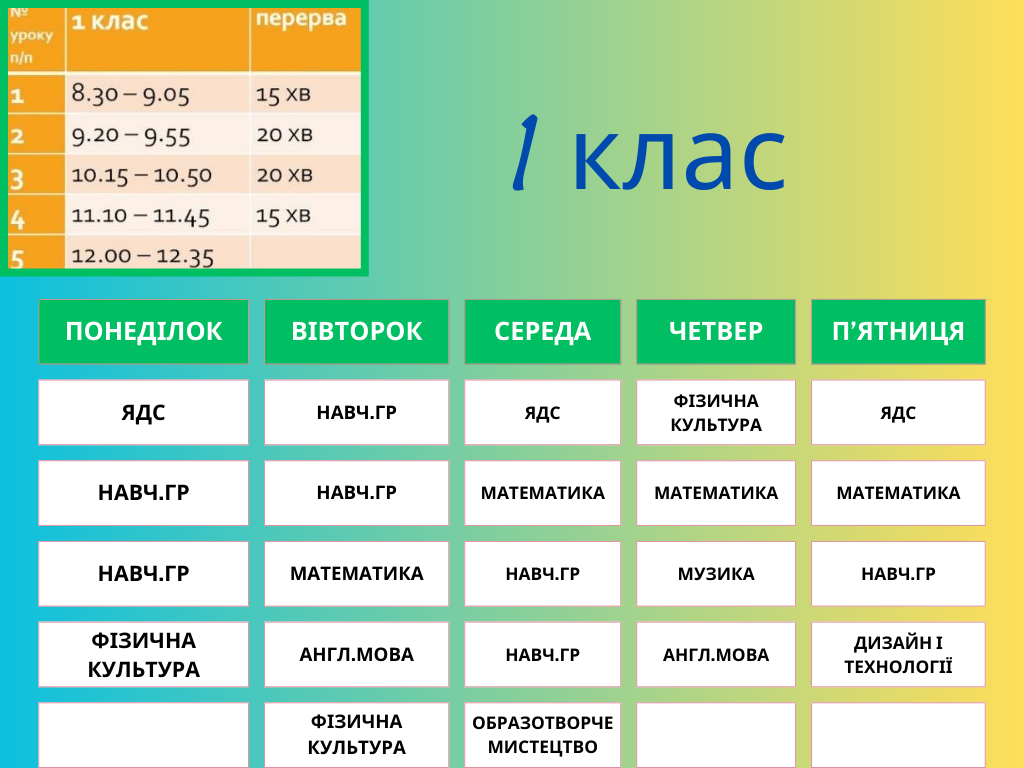 №
уроку
п/п
1 клас
перерва
1 8.30 – 9.05 15 хв
2 9.20 – 9.55 20 хв
3 10.15 – 10.50 20 хв
4 11.10 – 11.45 15 хв
5 12.00 – 12.35
1 клас
ПОНЕДІЛОК ВІВТОРОК СЕРЕДА ЧЕТВЕР П’ЯТНИЦЯ
ЯДС НАВЧ.ГР ЯДС ФІЗИЧНА
КУЛЬТУРА ЯДС
НАВЧ.ГР НАВЧ.ГР МАТЕМАТИКА МАТЕМАТИКА МАТЕМАТИКА
НАВЧ.ГР МАТЕМАТИКА НАВЧ.ГР МУЗИКА НАВЧ.ГР
ФІЗИЧНА
КУЛЬТУРА АНГЛ.МОВА НАВЧ.ГР АНГЛ.МОВА ДИЗАЙН І
ТЕХНОЛОГІЇ
ФІЗИЧНА
КУЛЬТУРА ОБРАЗОТВОРЧЕ
МИСТЕЦТВО